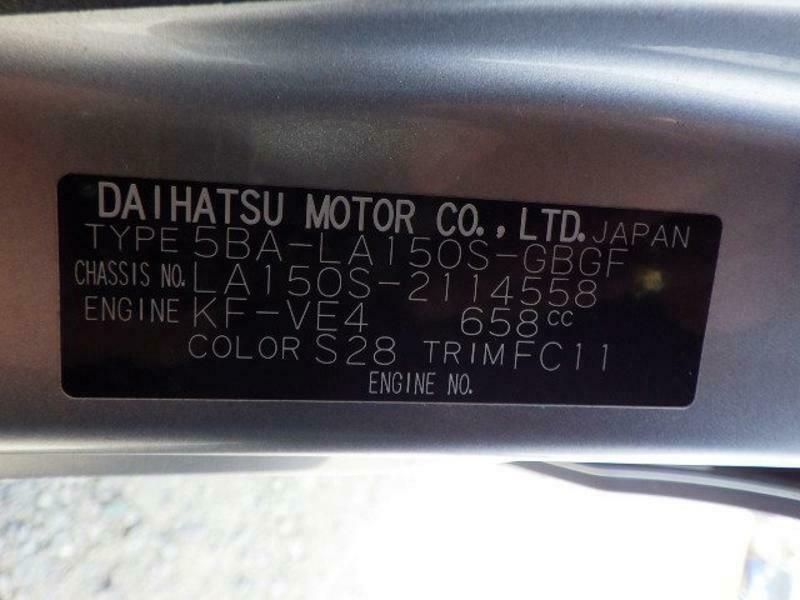 DAIHATSU MOTOR CO., LTD. JAPAN
TYPE 5BA-LA150S-GBGF
CHASSIS NO. LA150S-2114558
ENGINE KF-VE4 658cc
COLOR S28 TRIM FC11
ENGINE NO.